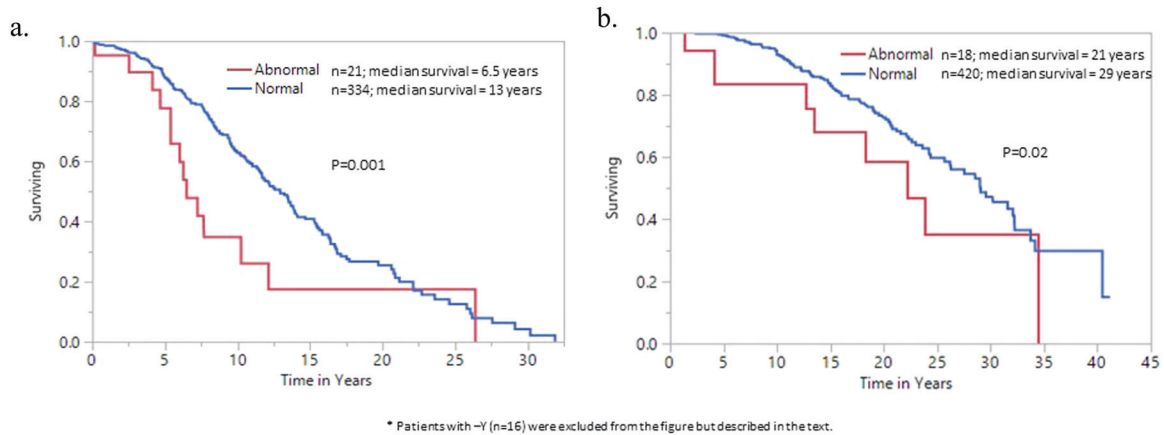 a.
1.0
0.8
0.6
0.4
0.2
0.0
Surviving
Abnormal n=21; median survival = 6.5 years
Normal n=334; median survival = 13 years
P=0.001
0 5 10 15 20 25 30
Time in Years
b.
1.0
0.8
0.6
0.4
0.2
0.0
Surviving
Abnormal n=18; median survival = 21 years
Normal n=420; median survival = 29 years
P=0.02
0 5 10 15 20 25 30 35 40 45
Time in Years
* Patients with –Y (n=16) were excluded from the figure but described in the text.